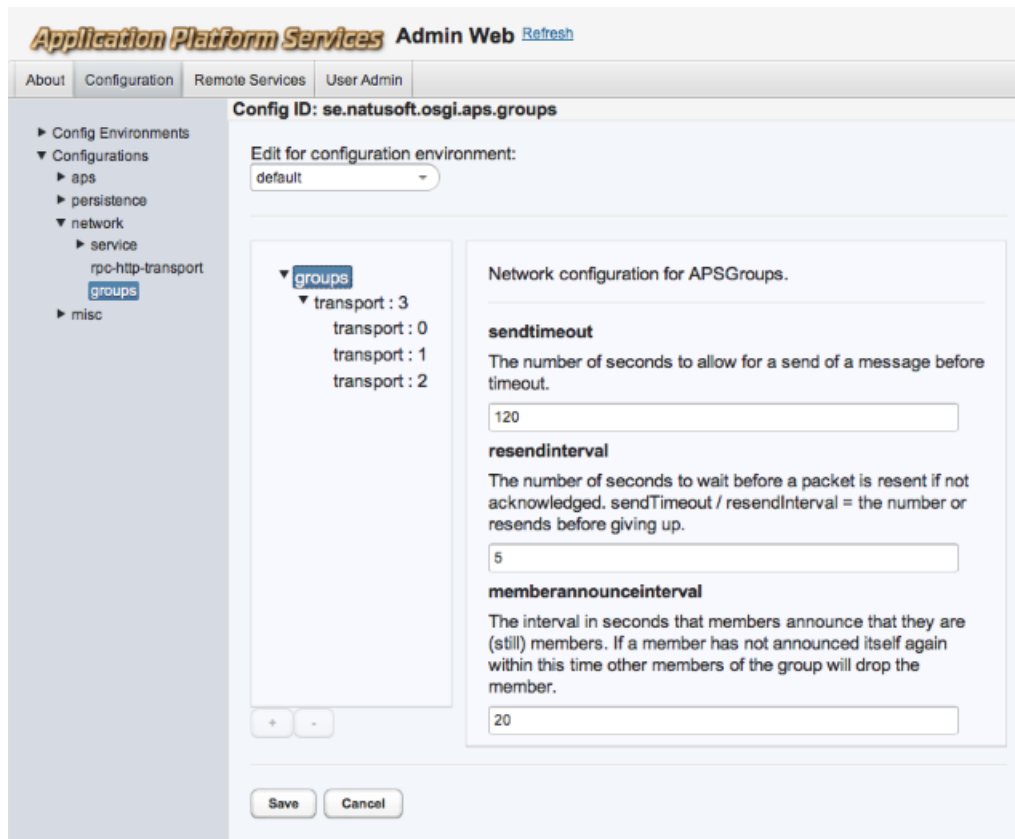 Application Platform Services Admin Web Refresh
About Configuration Remote Services User Admin
Config ID: se.natusoft.osgi.aps.groups
Config Environments
Configurations
aps
persistence
network
service
rpc-http-transport
groups
misc
Edit for configuration environment:
default
groups
transport : 3
transport : 0
transport : 1
transport : 2
+ -
Network configuration for APSGroups.
sendtimeout
The number of seconds to allow for a send of a message before
timeout.
120
resendinterval
The number of seconds to wait before a packet is resent if not
acknowledged. sendTimeout / resendInterval = the number or
resends before giving up.
5
memberannounceinterval
The interval in seconds that members announce that they are
(still) members. If a member has not announced itself again
within this time other members of the group will drop the
member.
20
Save Cancel